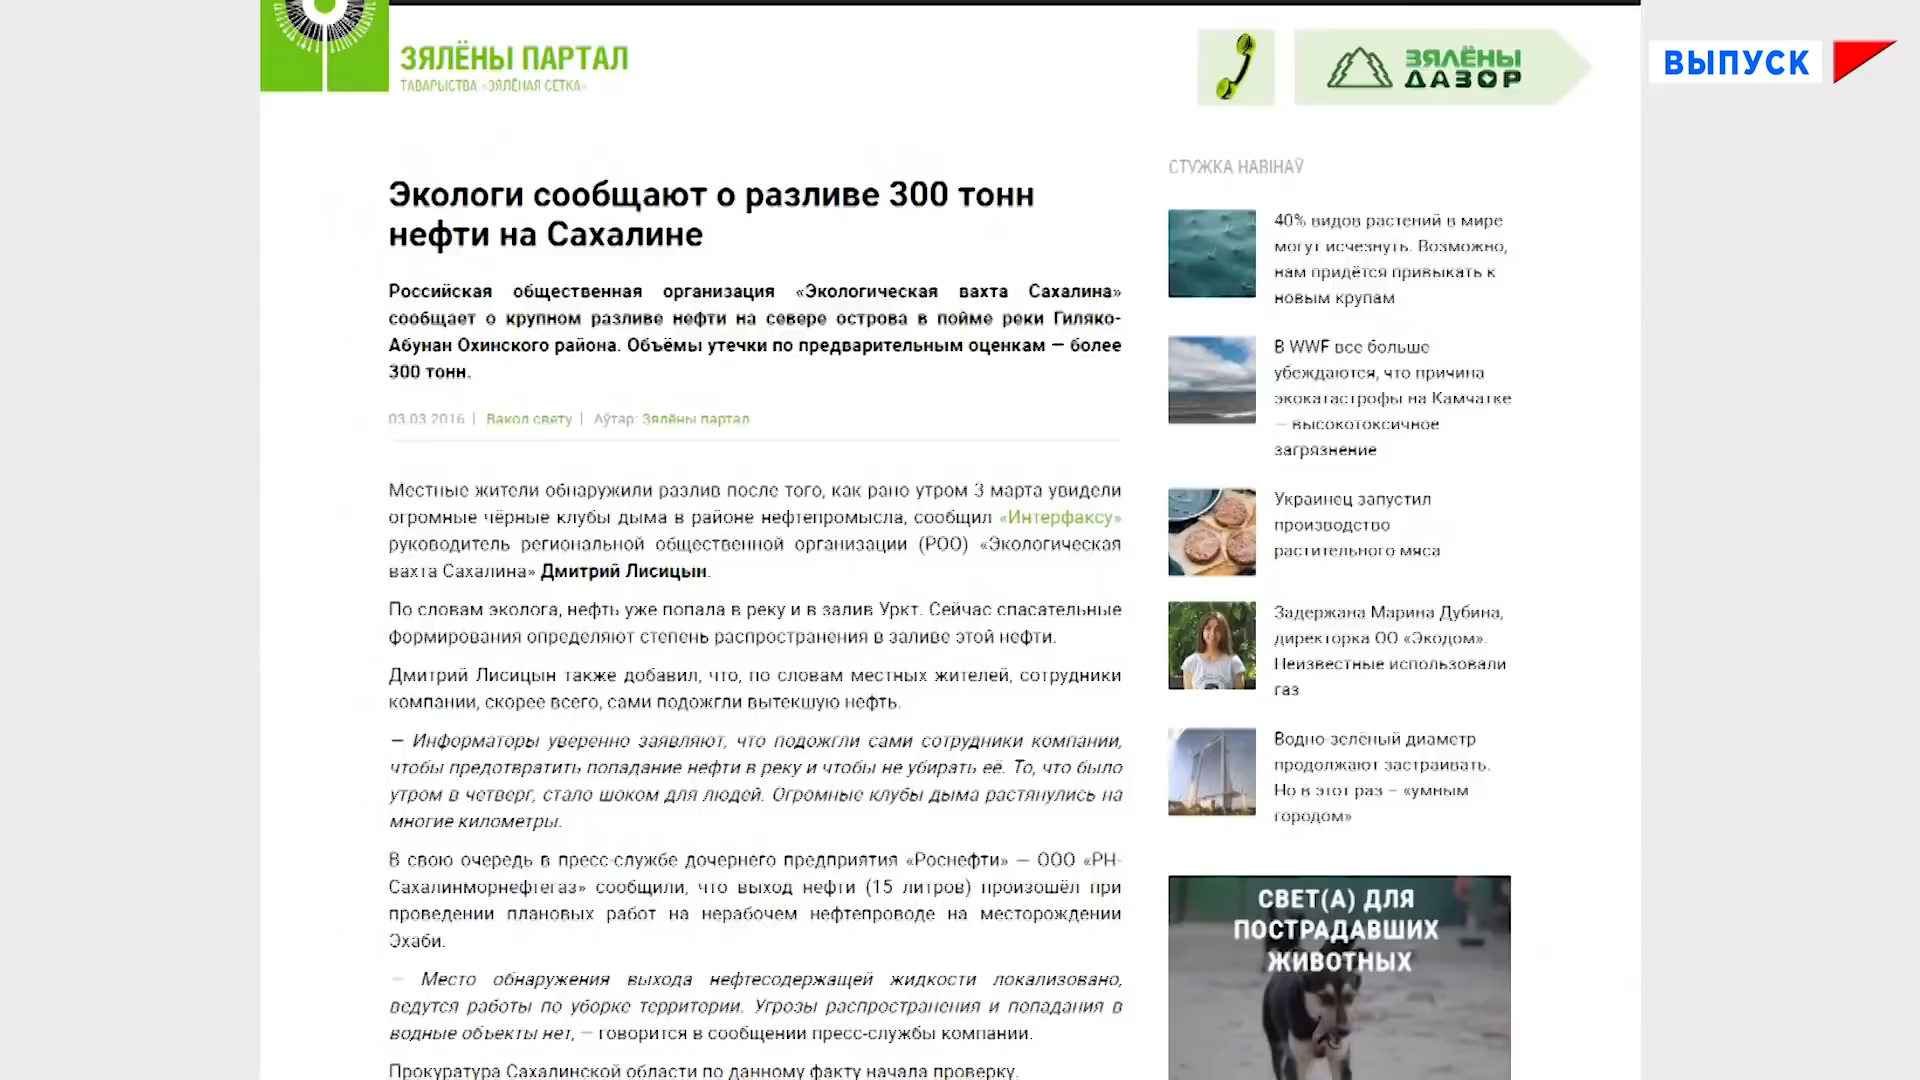 ЗЯЛЁНЫ ПАРТАЛ
ТАВАРЫСТВА «ЗЯЛЁНАЯ СЕТКА»
ЗЯЛЁНЫ
ДАЗОР
ВЫПУСК
Экологи сообщают о разливе 300 тонн
нефти на Сахалине
Российская общественная организация «Экологическая вахта Сахалина»
сообщает о крупном разливе нефти на севере острова в пойме реки Гиляко-
Абунан Охинского района. Объёмы утечки по предварительным оценкам — более
300 тонн.
03.03.2016 | Вакол свету | Аўтар: Зялёны партал
Местные жители обнаружили разлив после того, как рано утром 3 марта увидели
огромные чёрные клубы дыма в районе нефтепромысла, сообщил «Интерфаксу»
руководитель региональной общественной организации (РОО) «Экологическая
вахта Сахалина» Дмитрий Лисицын.
По словам эколога, нефть уже попала в реку и в залив Уркт. Сейчас спасательные
формирования определяют степень распространения в заливе этой нефти.
Дмитрий Лисицын также добавил, что, по словам местных жителей, сотрудники
компании, скорее всего, сами подожгли вытекшую нефть.
— Информаторы уверенно заявляют, что подожгли сами сотрудники компании,
чтобы предотвратить попадание нефти в реку и чтобы не убирать её. То, что было
утром в четверг, стало шоком для людей. Огромные клубы дыма растянулись на
многие километры.
В свою очередь в пресс-службе дочернего предприятия «Роснефти» — ООО «РН-
Сахалинморнефтегаз» сообщили, что выход нефти (15 литров) произошёл при
проведении плановых работ на нерабочем нефтепроводе на месторождении
Эхаби.
— Место обнаружения выхода нефтесодержащей жидкости локализовано,
ведутся работы по уборке территории. Угрозы распространения и попадания в
водные объекты нет, — говорится в сообщении пресс-службы компании.
Прокуратура Сахалинской области по данному факту начала проверку.
СТУЖКА НАВІНАЎ
40% видов растений в мире
могут исчезнуть. Возможно,
нам придётся привыкать к
новым крупам
В WWF все больше
убеждаются, что причина
экокатастрофы на Камчатке
— высокотоксичное
загрязнение
Украинец запустил
производство
растительного мяса
Задержана Марина Дубина,
директорка ОО «Экодом».
Неизвестные использовали
газ
Водно-зелёный диаметр
продолжают застраивать.
Но в этот раз – «умным
городом»
СВЕТ(А) ДЛЯ
ПОСТРАДАВШИХ
ЖИВОТНЫХ